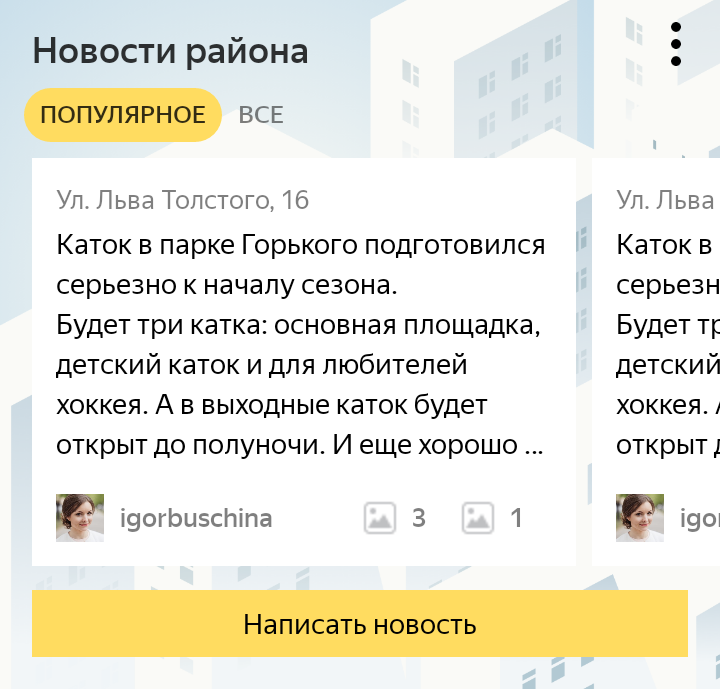 Новости района
ПОПУЛЯРНОЕ ВСЕ
Ул. Льва Толстого, 16
Каток в парке Горького подготовился
серьезно к началу сезона.
Будет три катка: основная площадка,
детский каток и для любителей
хоккея. А в выходные каток будет
открыт до полуночи. И еще хорошо ...
igorbuschina 3 1
Ул. Льва
Каток в
серьезн
Будет тр
детский
хоккея.
открыт
igo
Написать новость